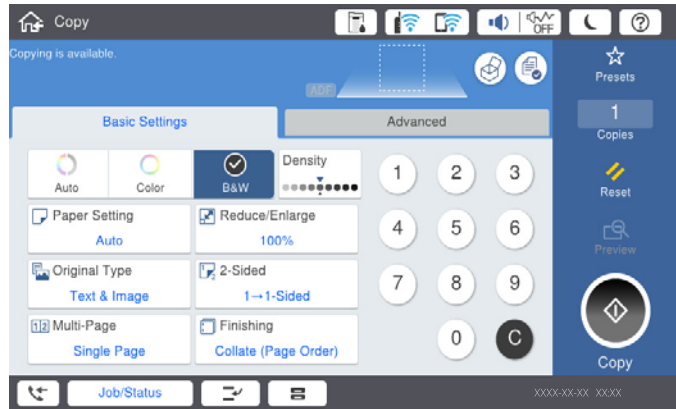 Copy
OFF
?
Copying is available.
ADF
Presets
Basic Settings
Advanced
1
Copies
Auto
Color
B&W
Density
1
2
3
Reset
Paper Setting
Auto
Reduce/Enlarge
100%
4
5
6
Preview
Original Type
Text & Image
2-Sided
1→1-Sided
7
8
9
1 2 Multi-Page
Single Page
Finishing
Collate (Page Order)
0
C
Copy
Job/Status
XXXX-XX-XX XX:XX